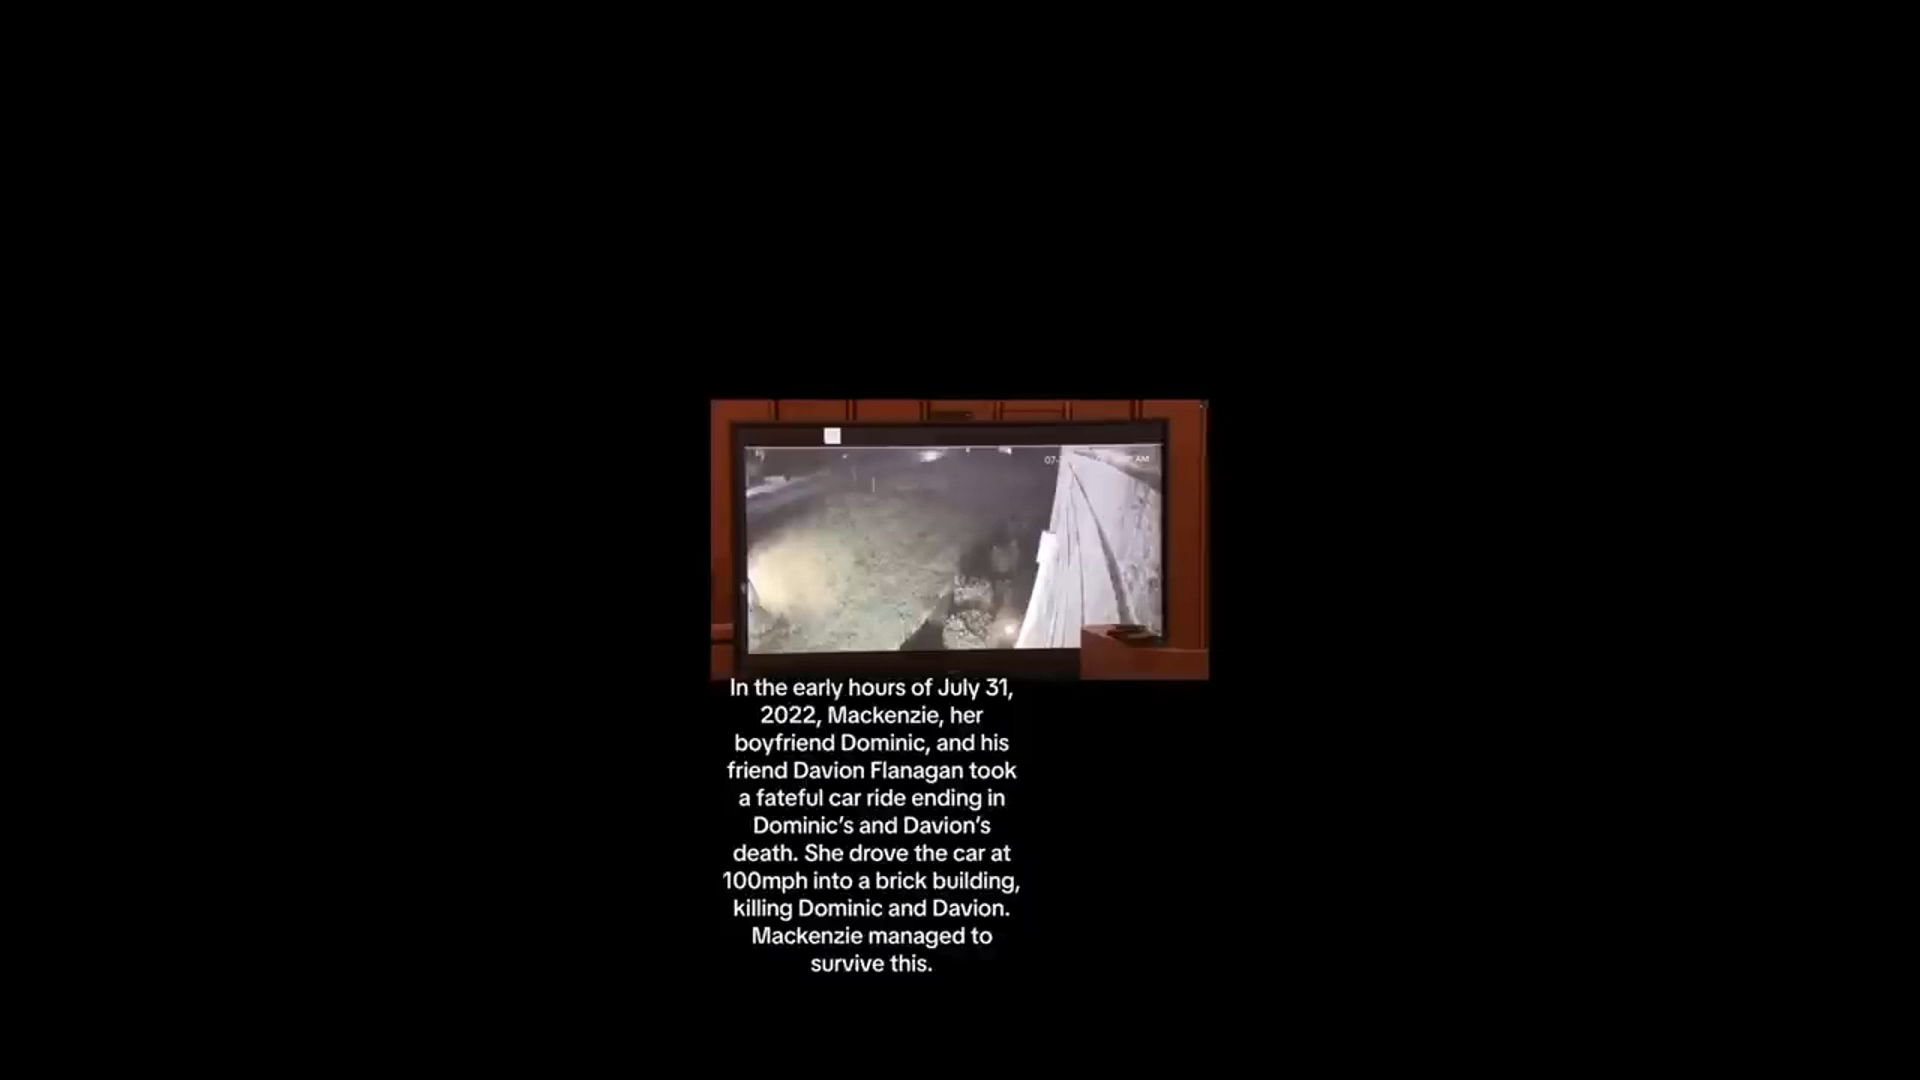 07-
AM
In the early hours of July 31,
2022, Mackenzie, her
boyfriend Dominic, and his
friend Davion Flanagan took
a fateful car ride ending in
Dominic’s and Davion’s
death. She drove the car at
100mph into a brick building,
killing Dominic and Davion.
Mackenzie managed to
survive this.